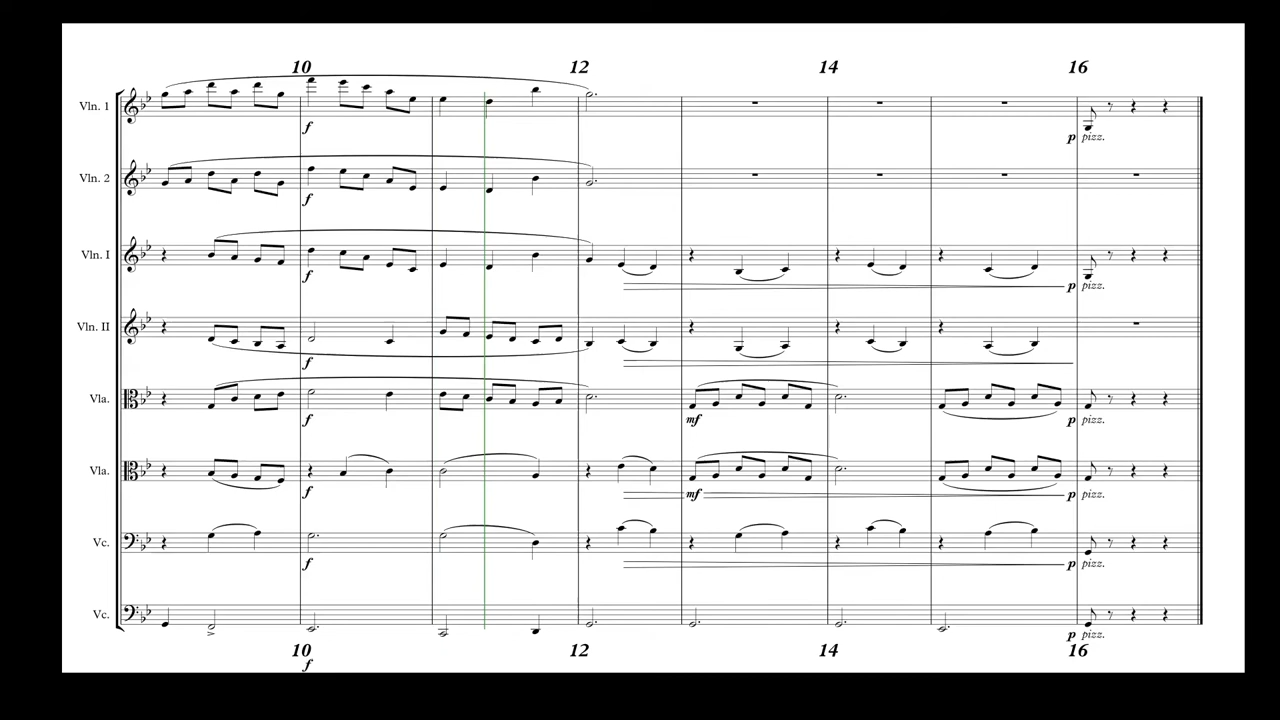 10 12 14 16
Vln. 1
f
p pizz.
Vln. 2
f
Vln. I
f
p pizz.
Vln. II
f
Vla.
f mf p pizz.
Vla.
f mf p pizz.
Vc.
f p pizz.
Vc.
p pizz.
10 12 14 16
f